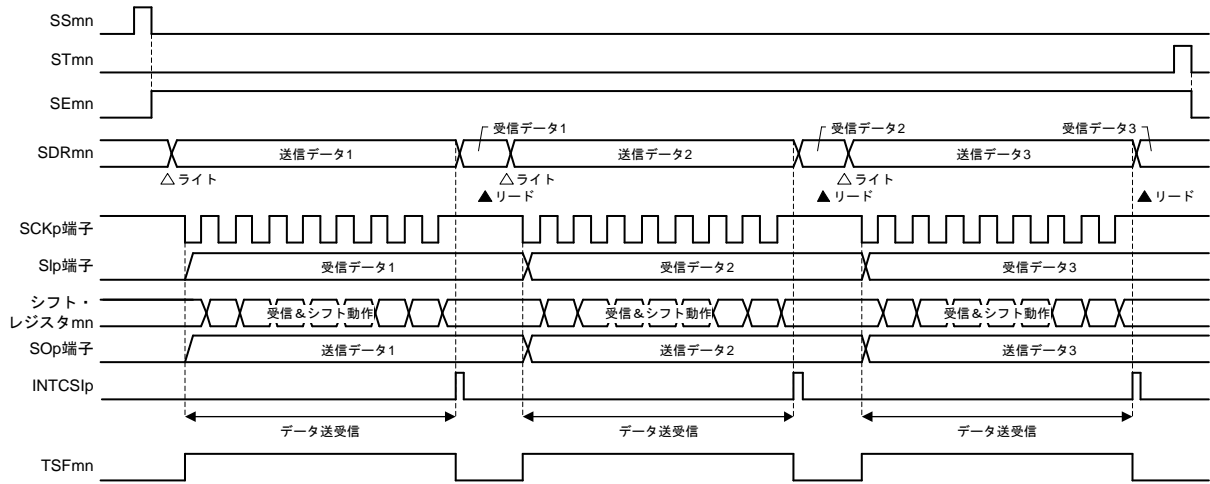 SSmn
STmn
SEmn
受信データ1 受信データ2 受信データ3
SDRmn 送信データ1 送信データ2 送信データ3
△ライト △ライト △ライト
▲リード ▲リード ▲リード
SCKp端子
SIp端子 受信データ1 受信データ2 受信データ3
シフト・
レジスタmn 受信&シフト動作 受信&シフト動作 受信&シフト動作
SOp端子 送信データ1 送信データ2 送信データ3
INTCSIp
データ送受信 データ送受信 データ送受信
TSFmn